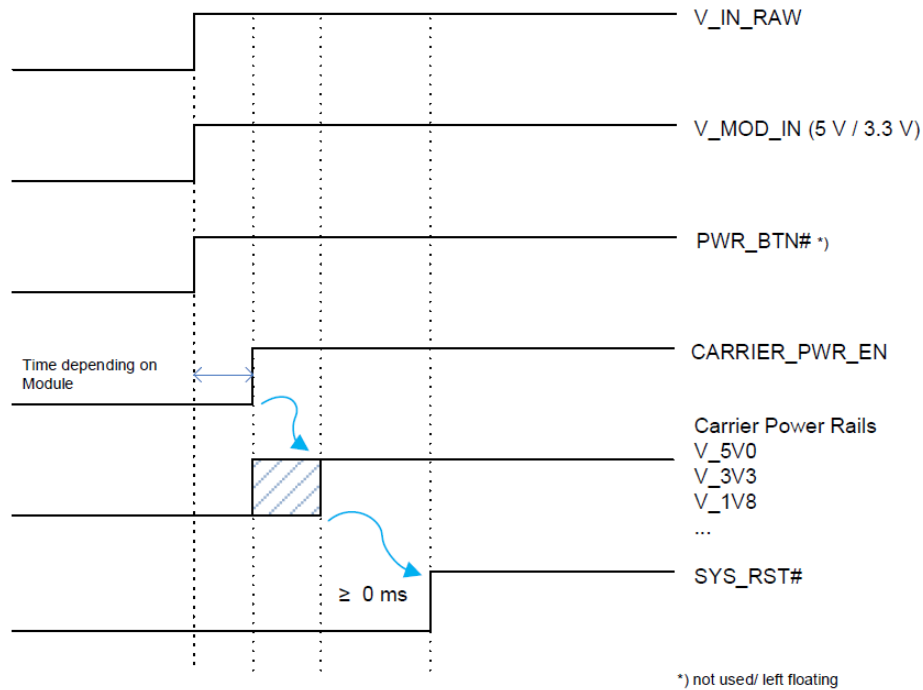 V_IN_RAW
V_MOD_IN (5 V / 3.3 V)
PWR_BTN# *)
Time depending on
Module
CARRIER_PWR_EN
Carrier Power Rails
V_5V0
V_3V3
V_1V8
...
≥ 0 ms
SYS_RST#
*) not used/ left floating